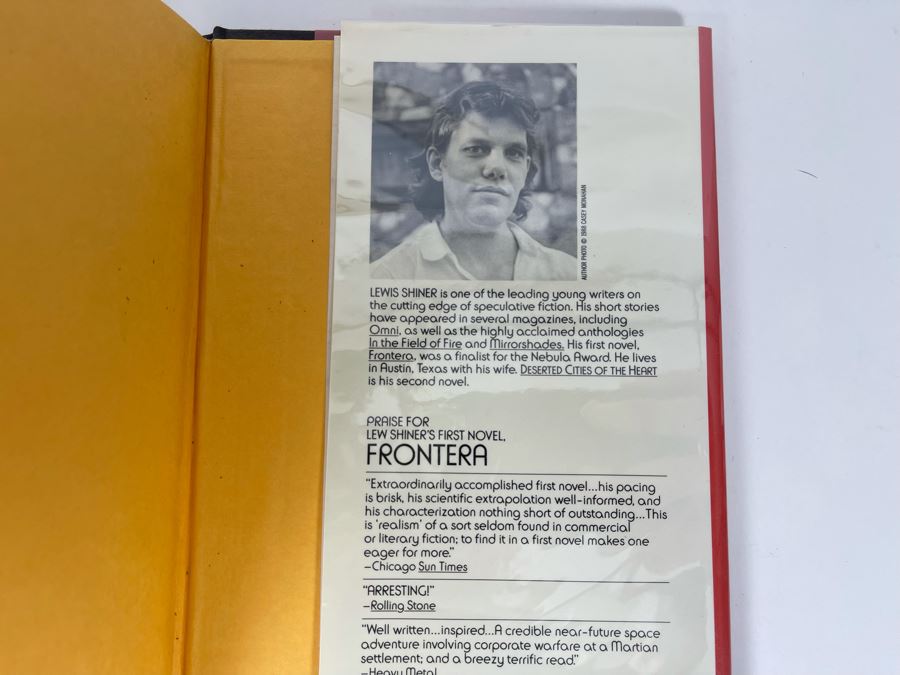 AUTHOR PHOTO © 1988 CASEY MONAHAN
LEWIS SHINER is one of the leading young writers on
the cutting edge of speculative fiction. His short stories
have appeared in several magazines, including
Omni, as well as the highly acclaimed anthologies
In the Field of Fire and Mirrorshades. His first novel,
Frontera, was a finalist for the Nebula Award. He lives
in Austin, Texas with his wife. DESERTED CITIES OF THE HEART
is his second novel.
PRAISE FOR
LEW SHINER'S FIRST NOVEL,
FRONTERA
"Extraordinarily accomplished first novel...his pacing
is brisk, his scientific extrapolation well-informed, and
his characterization nothing short of outstanding...This
is 'realism' of a sort seldom found in commercial
or literary fiction; to find it in a first novel makes one
eager for more."
–Chicago Sun Times
"ARRESTING!"
–Rolling Stone
"Well written...inspired...A credible near-future space
adventure involving corporate warfare at a Martian
settlement; and a breezy terrific read."
–Heavy Metal